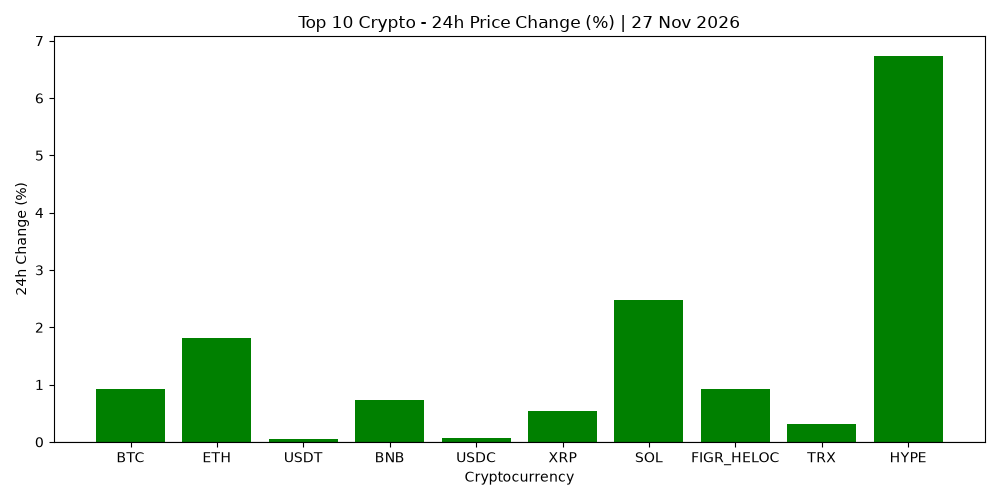 Top 10 Crypto - 24h Price Change (%) | 27 Nov 2026
24h Change (%)
7
6
5
4
3
2
1
0
BTC ETH USDT BNB USDC XRP SOL FIGR_HELOC TRX HYPE
Cryptocurrency